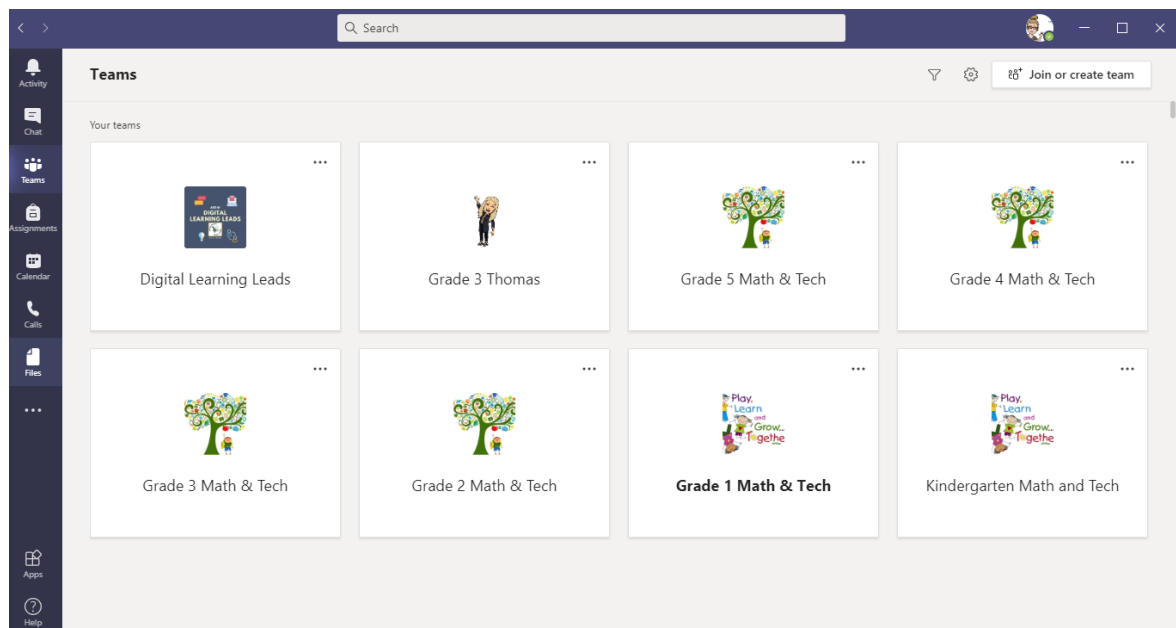 Search
Activity
Chat
Teams
Assignments
Calendar
Calls
Files
Apps
Help
Teams
Join or create team
Your teams
DIGITAL
LEARNING LEADS
Digital Learning Leads
Grade 3 Thomas
Grade 5 Math & Tech
Grade 4 Math & Tech
Grade 3 Math & Tech
Grade 2 Math & Tech
Play,
Learn
and
Grow...
Togethe
Grade 1 Math & Tech
Play,
Learn
and
Grow...
Togethe
Kindergarten Math and Tech